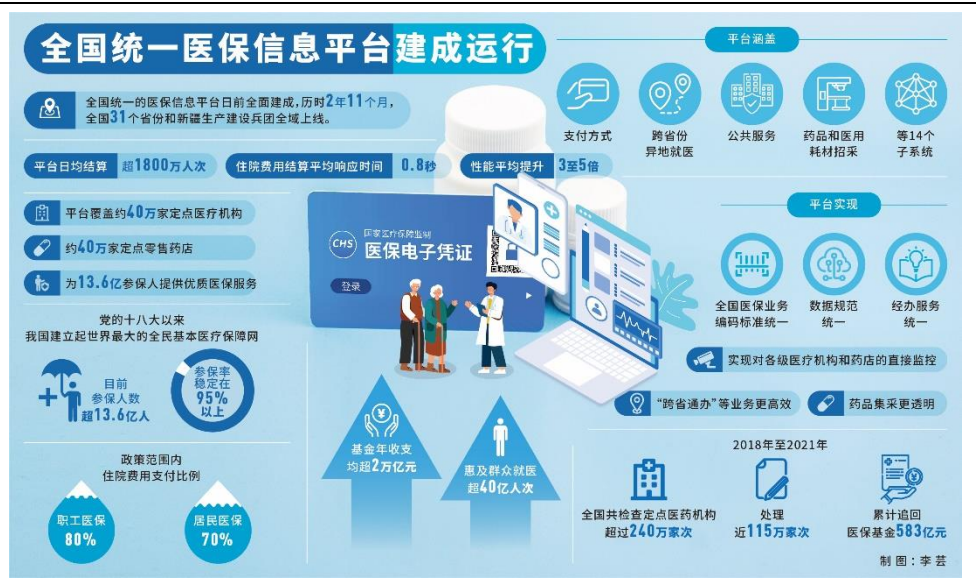 全国统一医保信息平台建成运行
全国统一的医保信息平台日前全面建成,历时2年11个月,
全国31个省份和新疆生产建设兵团全域上线。
平台日均结算 超1800万人次
住院费用结算平均响应时间 0.8秒
性能平均提升 3至5倍
平台覆盖约40万家定点医疗机构
约40万家定点零售药店
为13.6亿参保人提供优质医保服务
党的十八大以来
我国建立起世界最大的全民基本医疗保障网
目前
参保人数
超13.6亿人
参保率
稳定在
95%
以上
政策范围内
住院费用支付比例
职工医保
80%
居民医保
70%
CHS
国家医疗保障监制
医保电子凭证
登录
基金年收支
均超2万亿元
惠及群众就医
超40亿人次
平台涵盖
支付方式
跨省份
异地就医
公共服务
药品和医用
耗材招采
等14个
子系统
平台实现
全国医保业务
编码标准统一
数据规范
统一
经办服务
统一
实现对各级医疗机构和药店的直接监控
“跨省通办”等业务更高效
药品集采更透明
2018年至2021年
全国共检查定点医药机构
超过240万家次
处理
近115万家次
累计追回
医保基金583亿元
制图:李芸